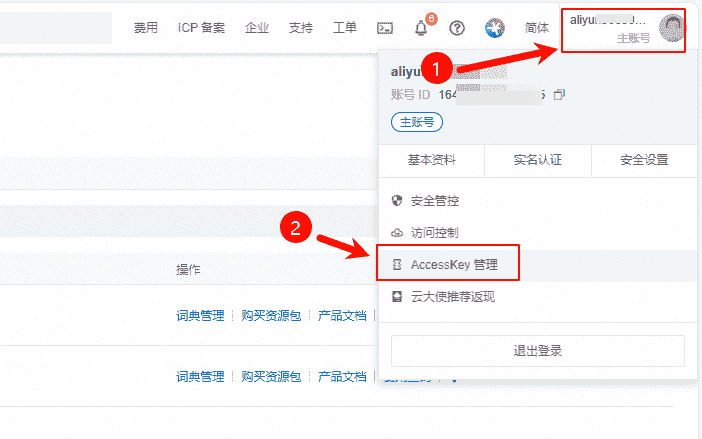 费用 ICP 备案 企业 支持 工单 6 简体 aliyu
主账号
1
aliyu
账号 ID 164 5
主账号
基本资料 实名认证 安全设置
安全管控
2
访问控制
操作
AccessKey 管理
云大使推荐返现
词典管理 购买资源包 产品文档
退出登录
词典管理 购买资源包 产品文档